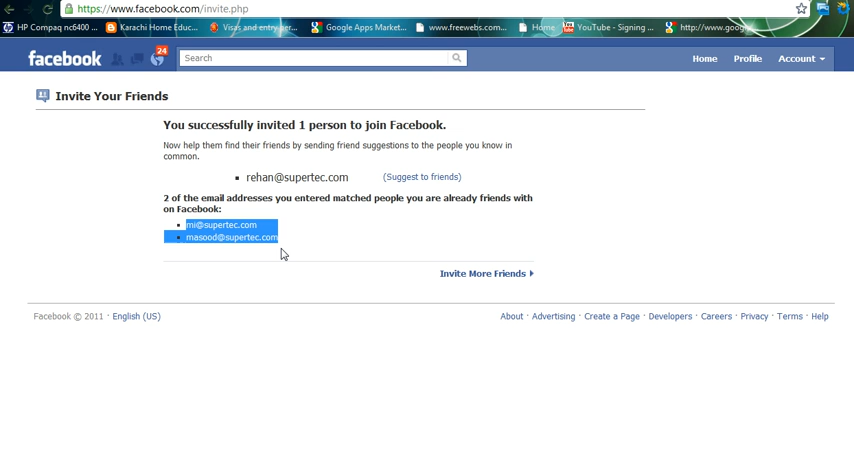 https://www.facebook.com/invite.php
HP Compaq nc6400 ... Karachi Home Educ... Visas and entry per... Google Apps Market... www.freewebs.com... Home YouTube - Signing ... http://www.goog
facebook 24 Search Home Profile Account
Invite Your Friends
You successfully invited 1 person to join Facebook.
Now help them find their friends by sending friend suggestions to the people you know in
common.
rehan@supertec.com (Suggest to friends)
2 of the email addresses you entered matched people you are already friends with
on Facebook:
mi@supertec.com
masood@supertec.com
Invite More Friends
Facebook © 2011 · English (US) About · Advertising · Create a Page · Developers · Careers · Privacy · Terms · Help